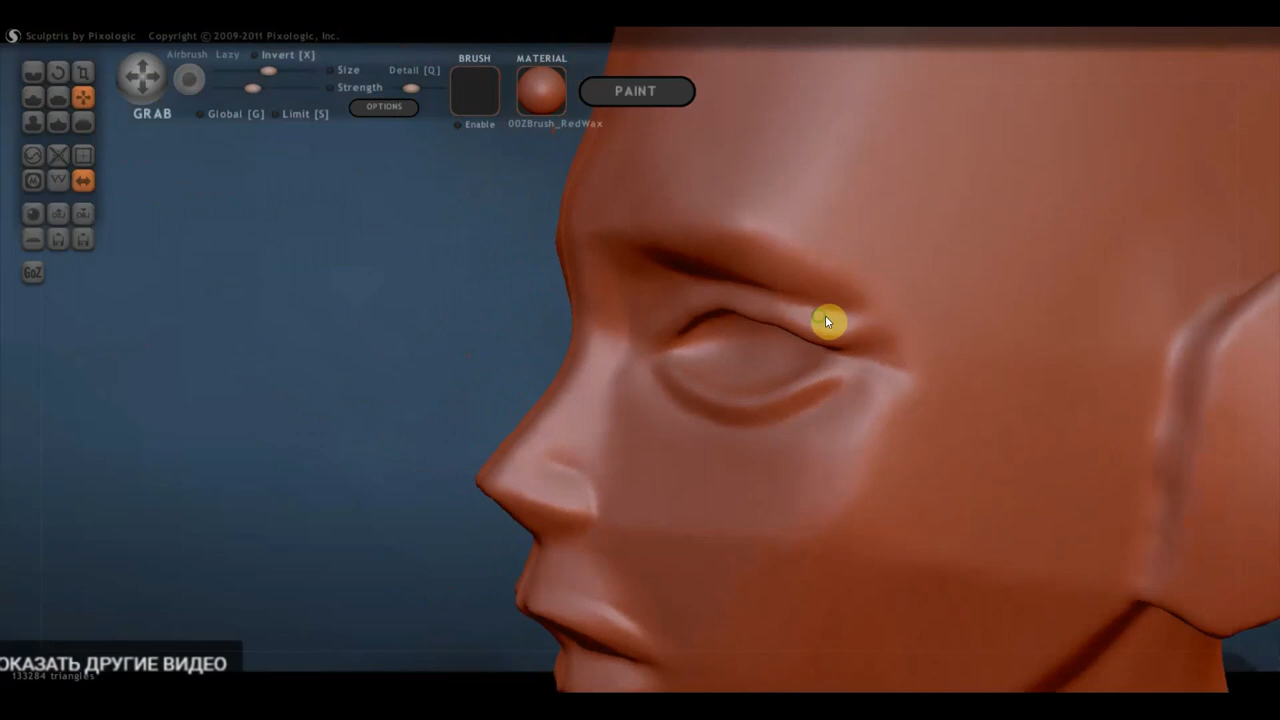 Sculptris by Pixologic Copyright © 2009-2011 Pixologic, Inc.
Airbrush Lazy Invert [X]
Size Detail [Q]
Strength
GRAB
Global [G] Limit [S]
OPTIONS
BRUSH
Enable
MATERIAL
00ZBrush_RedWax
PAINT
GoZ
ОКАЗАТЬ ДРУГИЕ ВИДЕО
133284 triangles